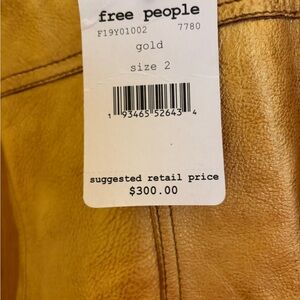 free people
F19Y01002 7780
gold
size 2
1 93465 52643 4
suggested retail price
$300.00